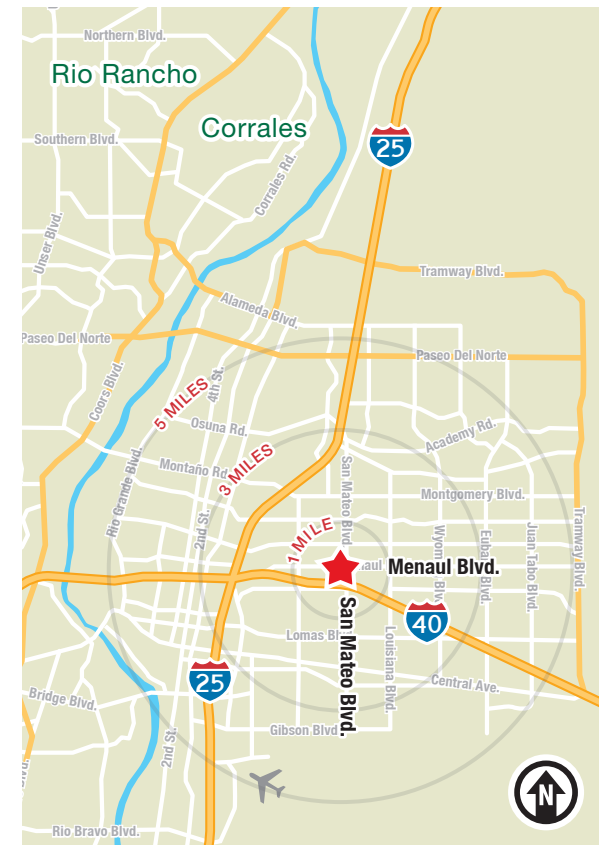 Northern Blvd.
Rio Rancho
Corrales
Southern Blvd.
25
Corrales Rd.
Unser Blvd.
Tramway Blvd.
Alameda Blvd.
Paseo Del Norte
Paseo Del Norte
Coors Blvd.
5 MILES
4th St.
Osuna Rd.
Academy Rd.
3 MILES
Montaño Rd.
San Mateo Blvd.
Rio Grande Blvd.
Montgomery Blvd.
2nd St.
1 MILE
Tramway Blvd.
Wyoming Blvd.
Eubank Blvd.
Juan Tabo Blvd.
Menaul Blvd.
San Mateo Blvd.
40
Lomas Blvd.
Louisiana Blvd.
25
Central Ave.
Bridge Blvd.
2nd St.
Gibson Blvd.
Blvd.
N
Rio Bravo Blvd.